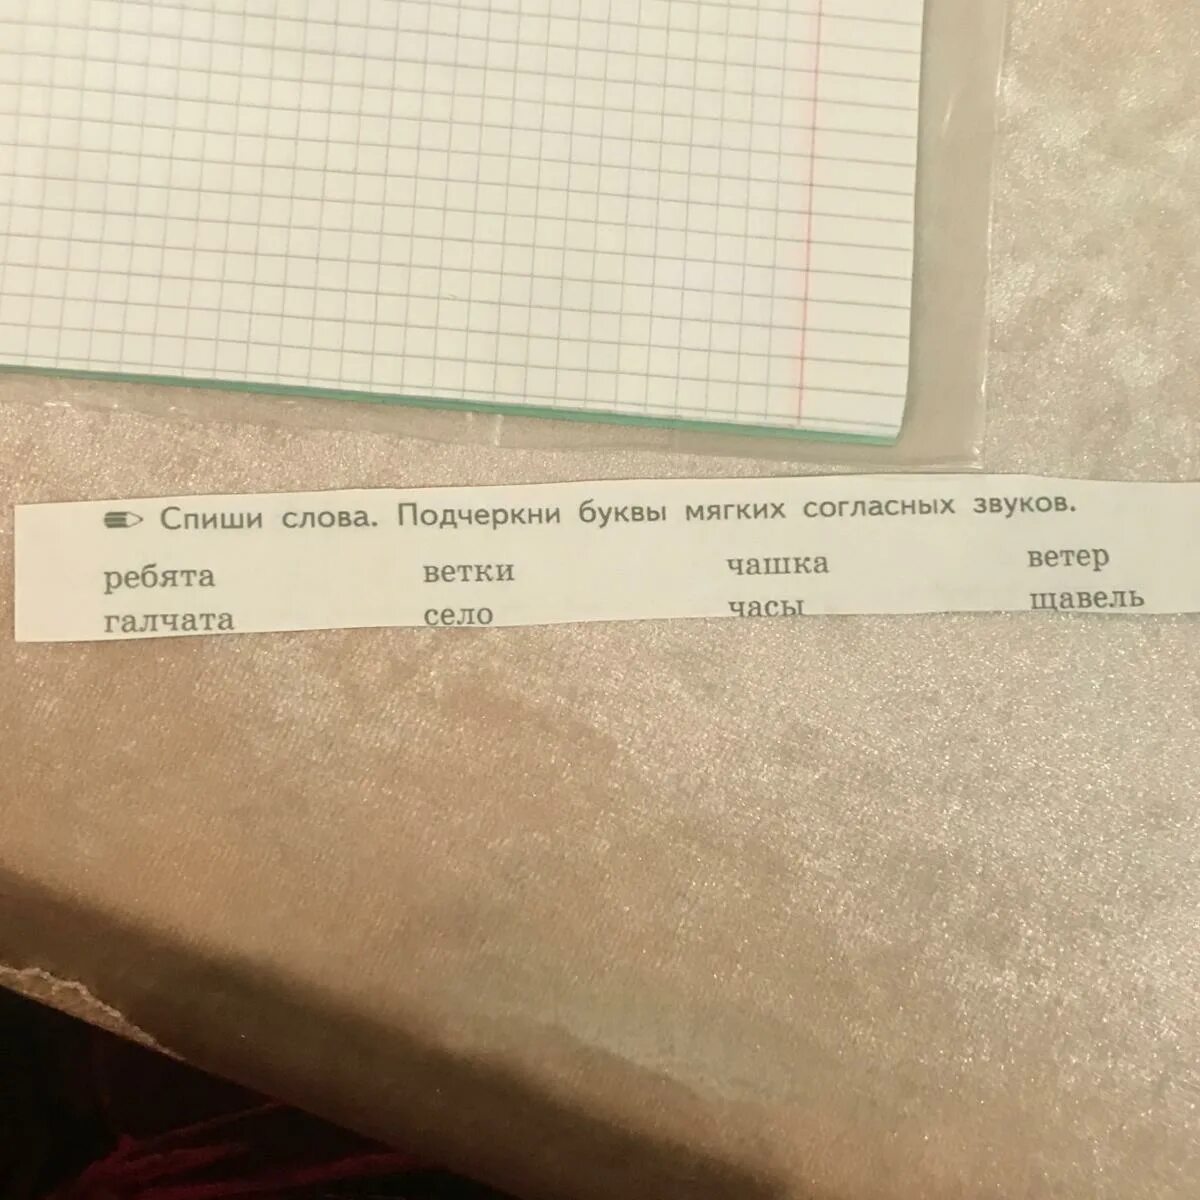 Спиши слова. Подчеркни буквы мягких согласных звуков.
ребята ветки чашка ветер
галчата село часы щавель